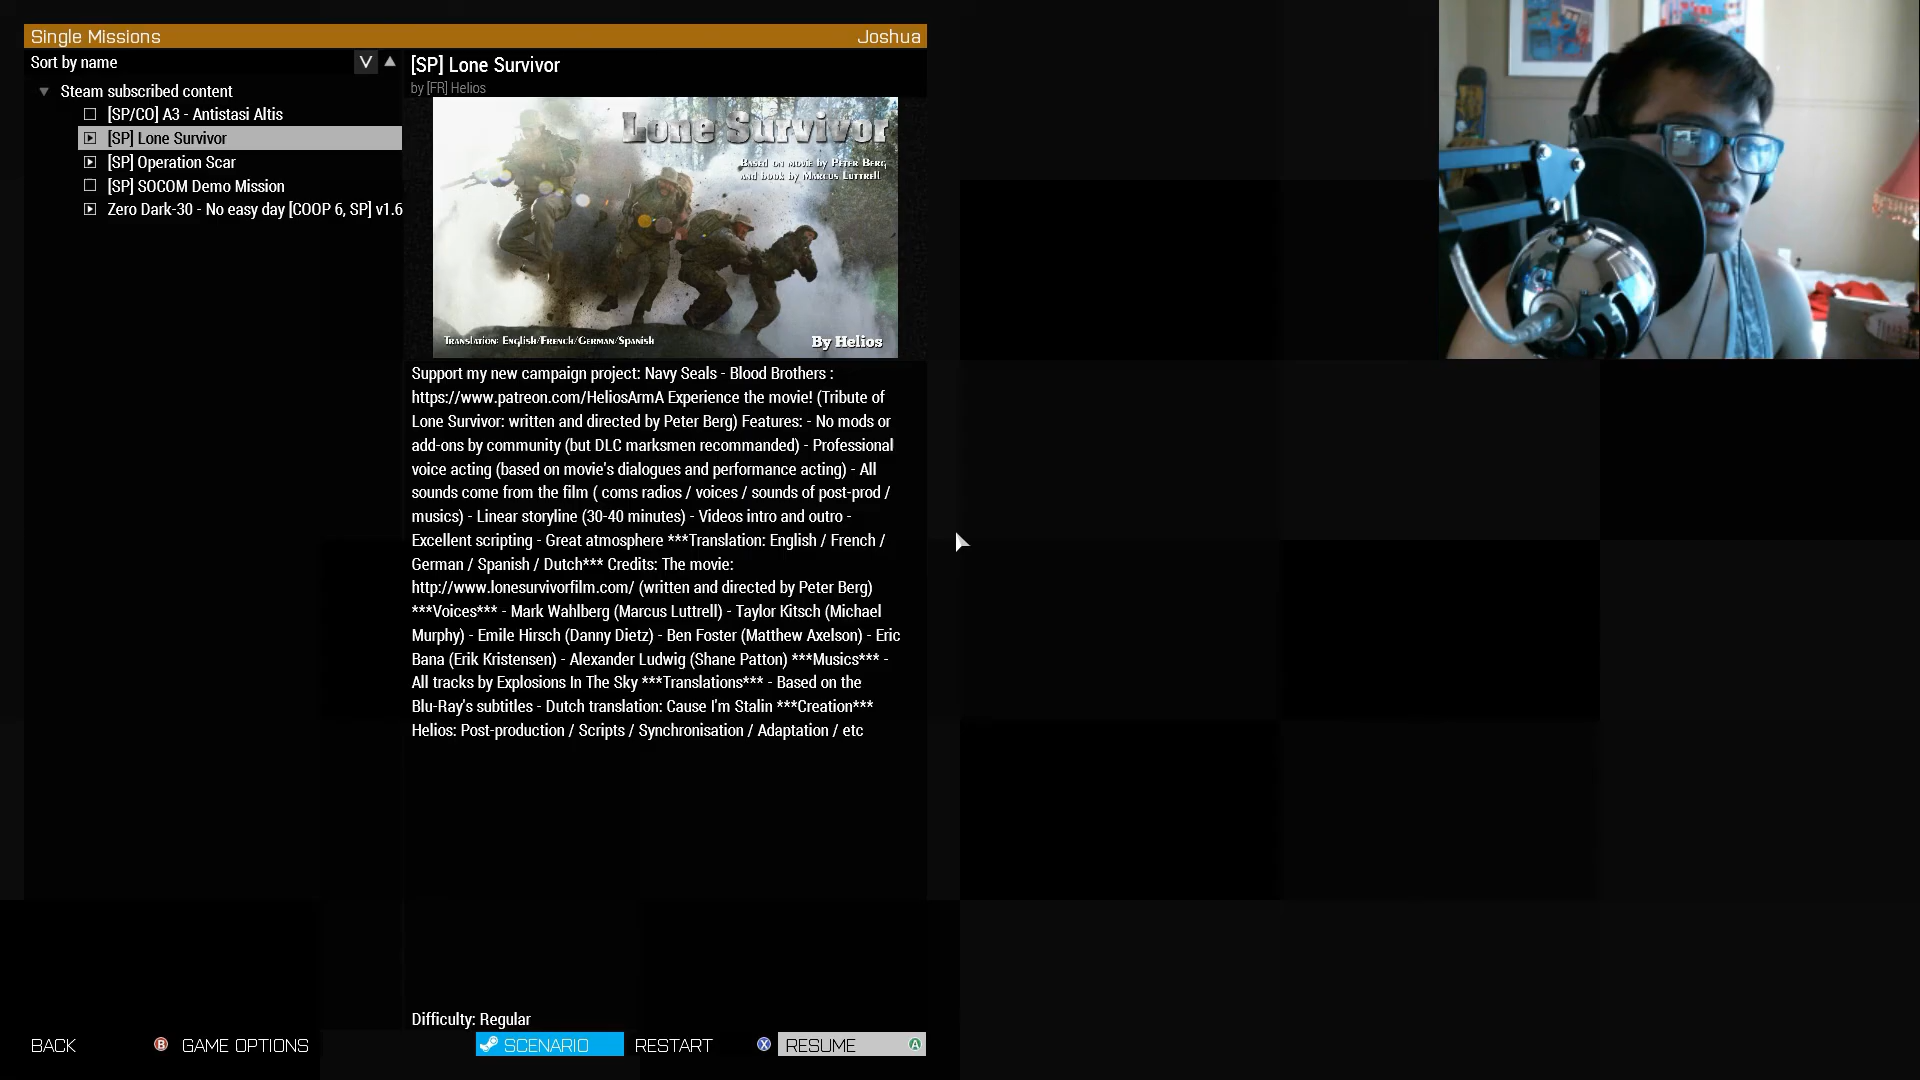 Single Missions
Joshua
Sort by name
V
Steam subscribed content
[SP/CO] A3 - Antistasi Altis
[SP] Lone Survivor
[SP] Operation Scar
[SP] SOCOM Demo Mission
Zero Dark-30 - No easy day [COOP 6, SP] v1.6
[SP] Lone Survivor
by [FR] Helios
Lone Survivor
Based on movie by Peter Berg
and book by Marcus Luttrell
Translation: English/French/German/Spanish
By Helios
Support my new campaign project: Navy Seals - Blood Brothers :
https://www.patreon.com/HeliosArmA Experience the movie! (Tribute of
Lone Survivor: written and directed by Peter Berg) Features: - No mods or
add-ons by community (but DLC marksmen recommanded) - Professional
voice acting (based on movie's dialogues and performance acting) - All
sounds come from the film ( coms radios / voices / sounds of post-prod /
musics) - Linear storyline (30-40 minutes) - Videos intro and outro -
Excellent scripting - Great atmosphere ***Translation: English / French /
German / Spanish / Dutch*** Credits: The movie:
http://www.lonesurvivorfilm.com/ (written and directed by Peter Berg)
***Voices*** - Mark Wahlberg (Marcus Luttrell) - Taylor Kitsch (Michael
Murphy) - Emile Hirsch (Danny Dietz) - Ben Foster (Matthew Axelson) - Eric
Bana (Erik Kristensen) - Alexander Ludwig (Shane Patton) ***Musics*** -
All tracks by Explosions In The Sky ***Translations*** - Based on the
Blu-Ray's subtitles - Dutch translation: Cause I'm Stalin ***Creation***
Helios: Post-production / Scripts / Synchronisation / Adaptation / etc
Difficulty: Regular
BACK
B
GAME OPTIONS
SCENARIO
RESTART
X
RESUME
A